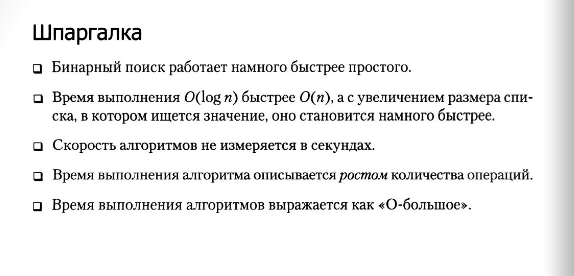 Шпаргалка
❑ Бинарный поиск работает намного быстрее простого.
❑ Время выполнения O(log n) быстрее O(n), а с увеличением размера спи-
ска, в котором ищется значение, оно становится намного быстрее.
❑ Скорость алгоритмов не измеряется в секундах.
❑ Время выполнения алгоритма описывается ростом количества операций.
❑ Время выполнения алгоритмов выражается как «О-большое».